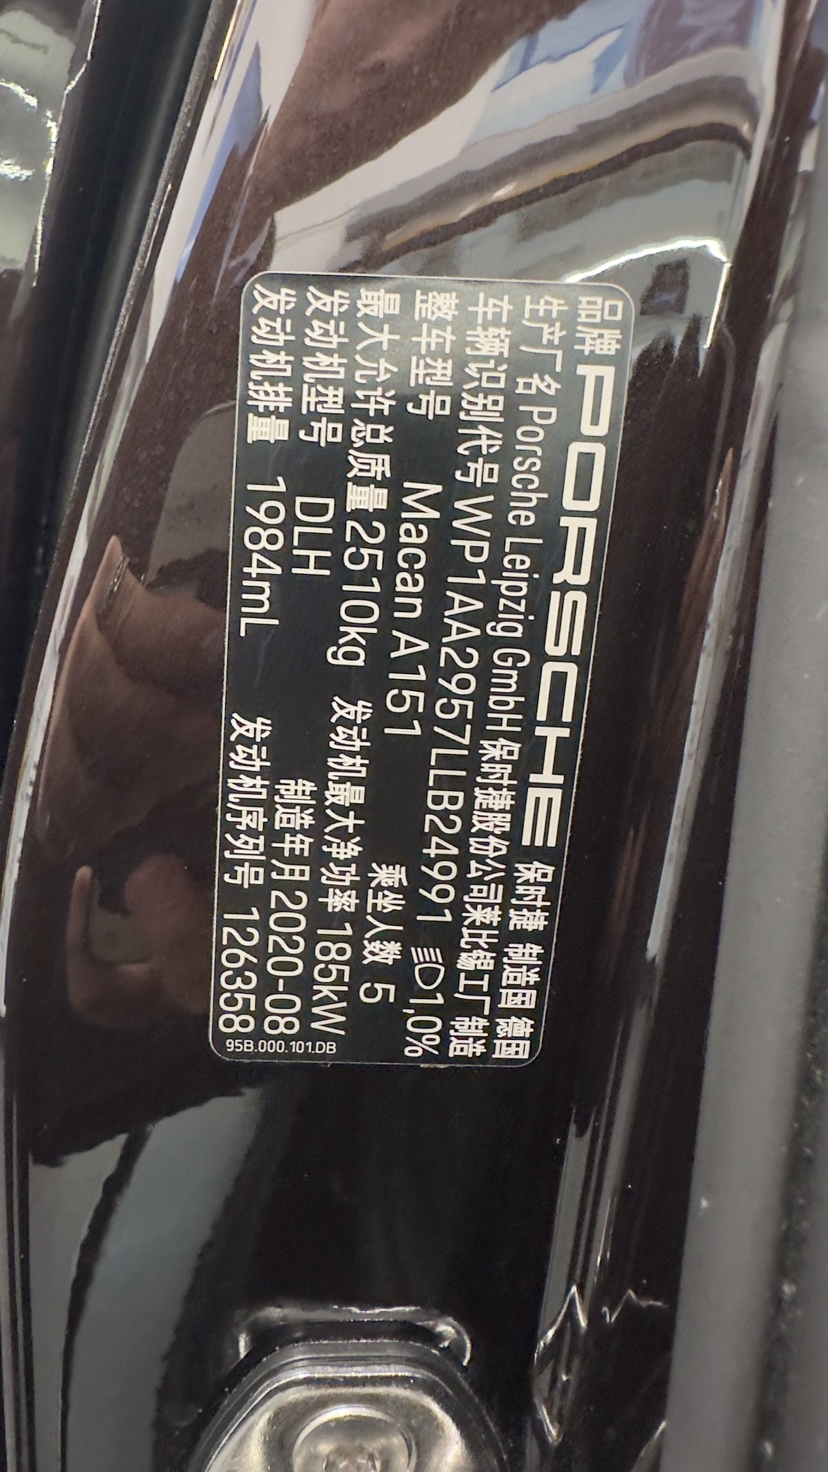 品牌 PORSCHE 保时捷 制造国 德国
生产厂名 Porsche Leipzig GmbH 保时捷股份公司莱比锡工厂 制造
车辆识别代号 WP1AA2957LLB24991 1,0%
整车型号 Macan A151 乘坐人数 5
最大允许总质量 2510kg 发动机最大净功率 185kW
发动机型号 DLH 制造年月 2020-08
发动机排量 1984mL 发动机序列号 126358
95B.000.101.DB